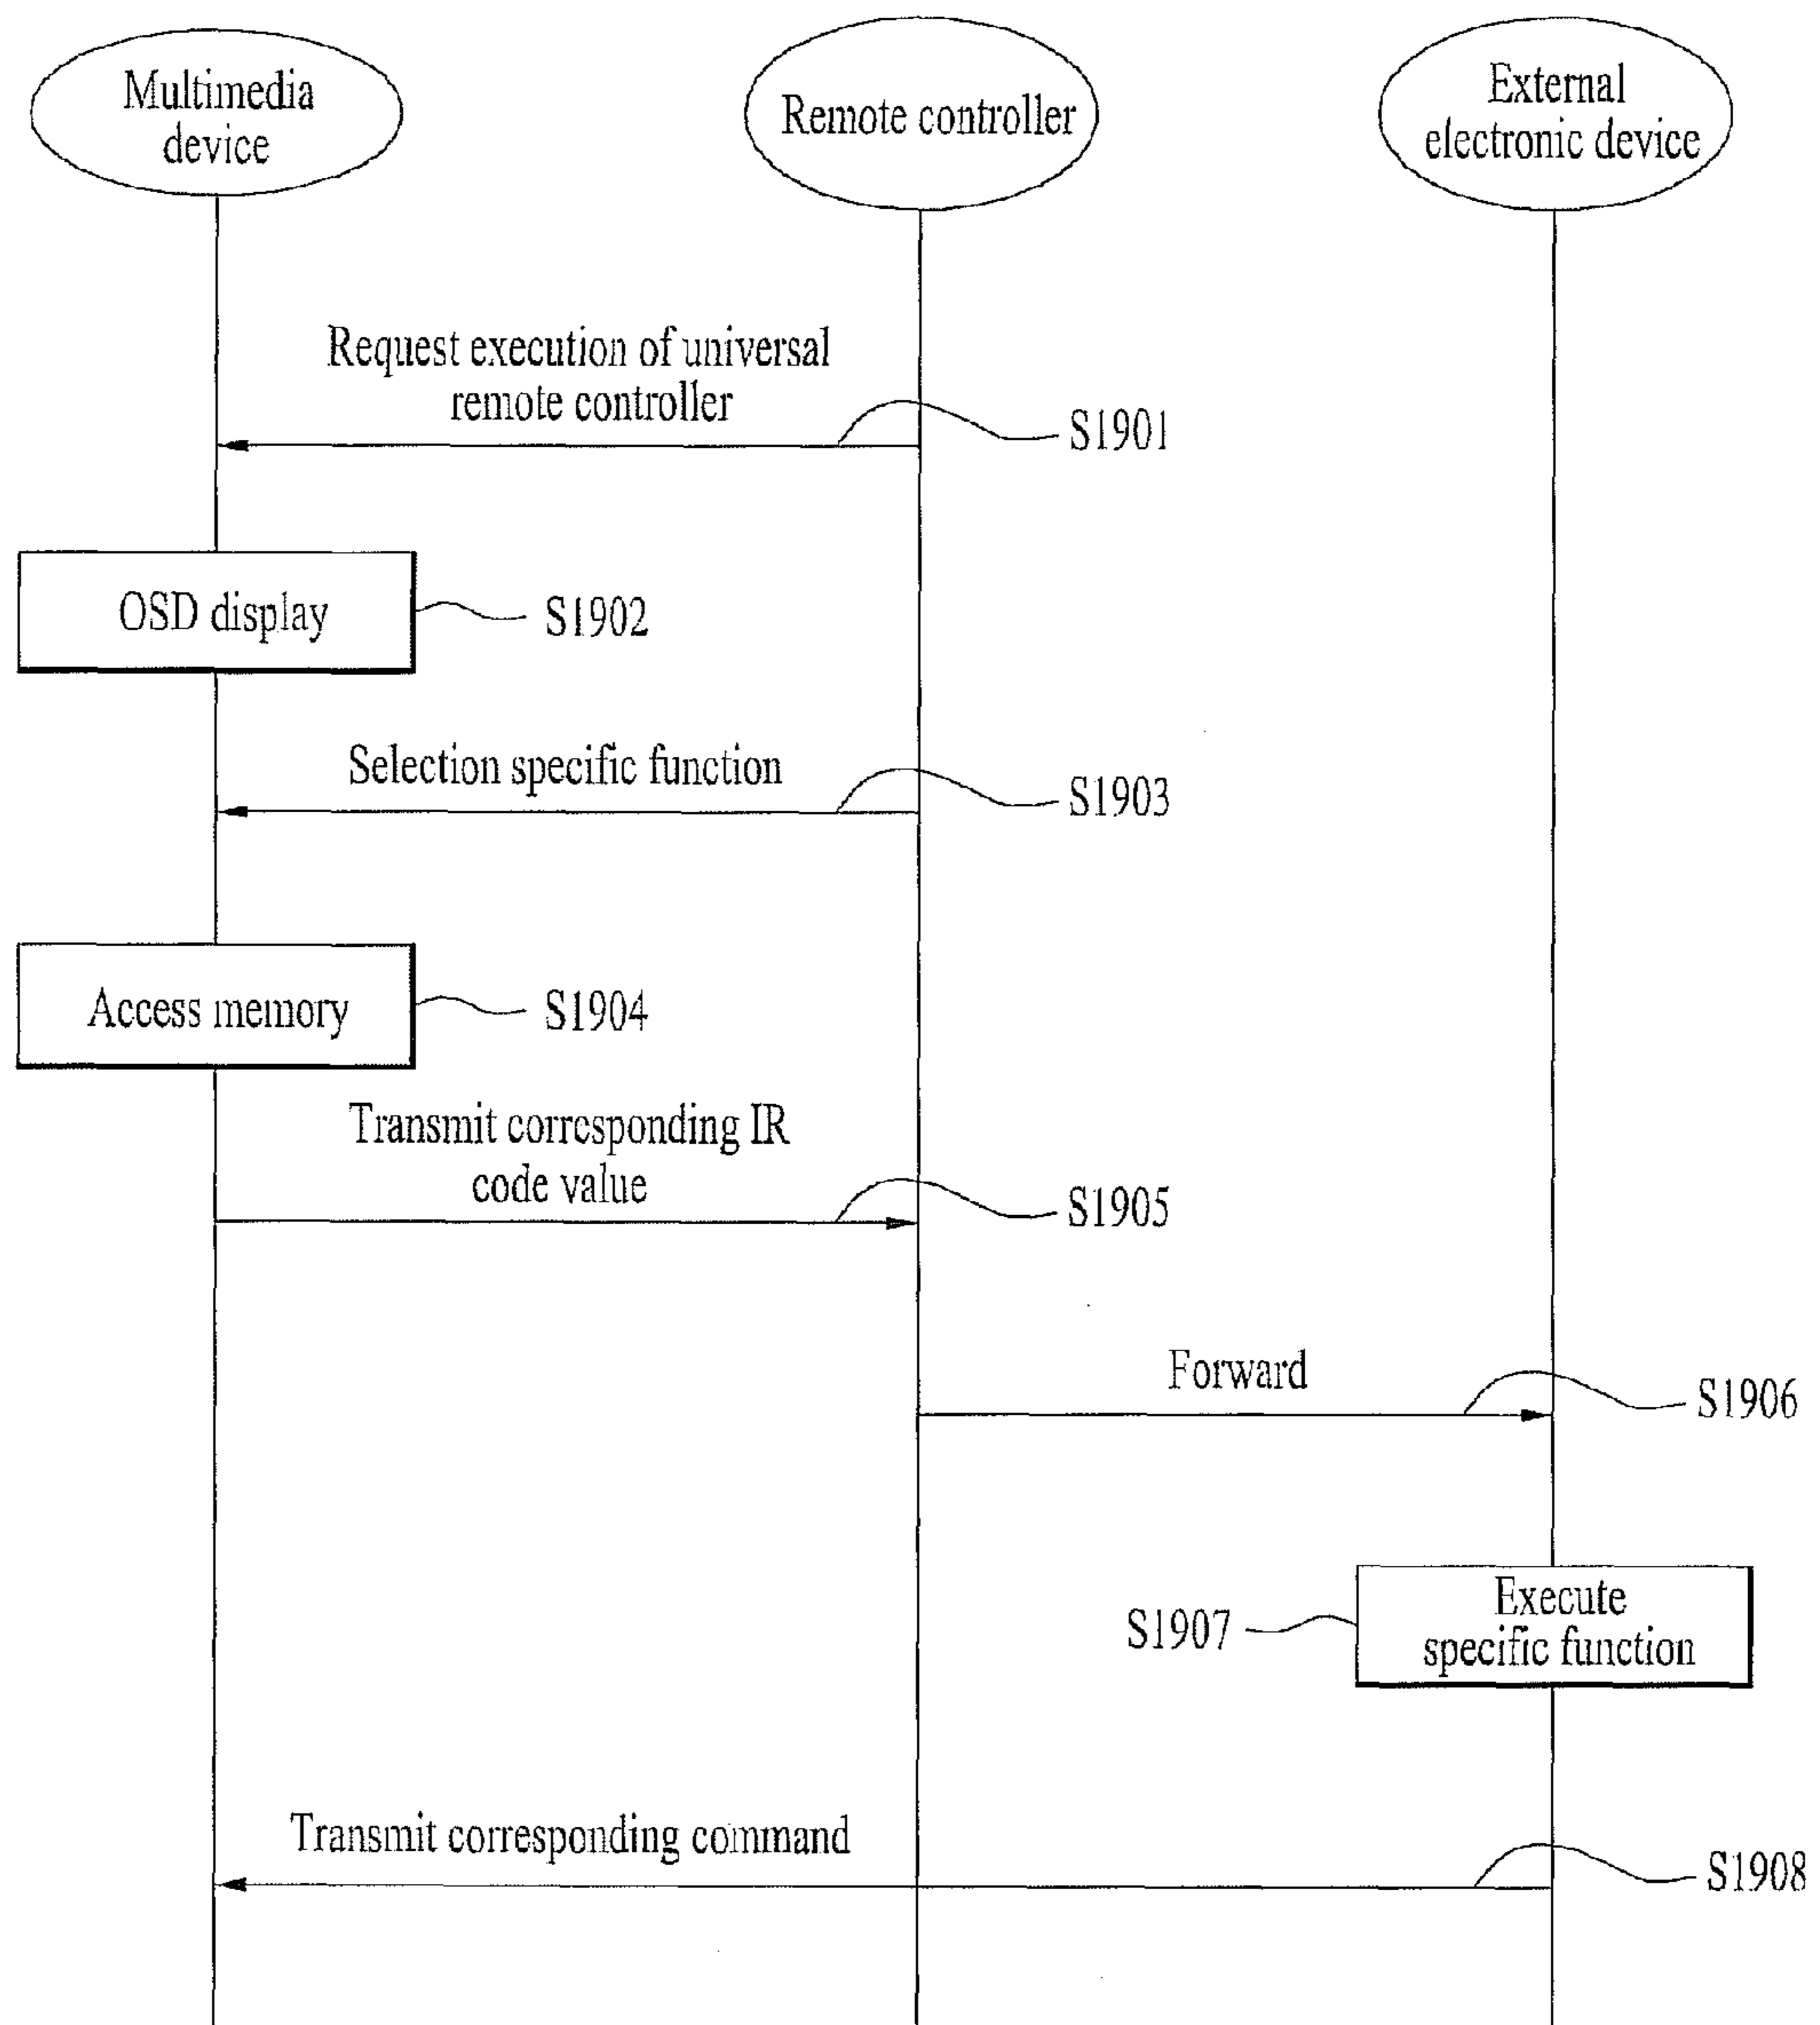 Multimedia
device
Remote controller
External
electronic device
Request execution of universal
remote controller
S1901
OSD display
S1902
Selection specific function
S1903
Access memory
S1904
Transmit corresponding IR
code value
S1905
Forward
S1906
Execute
specific function
S1907
Transmit corresponding command
S1908